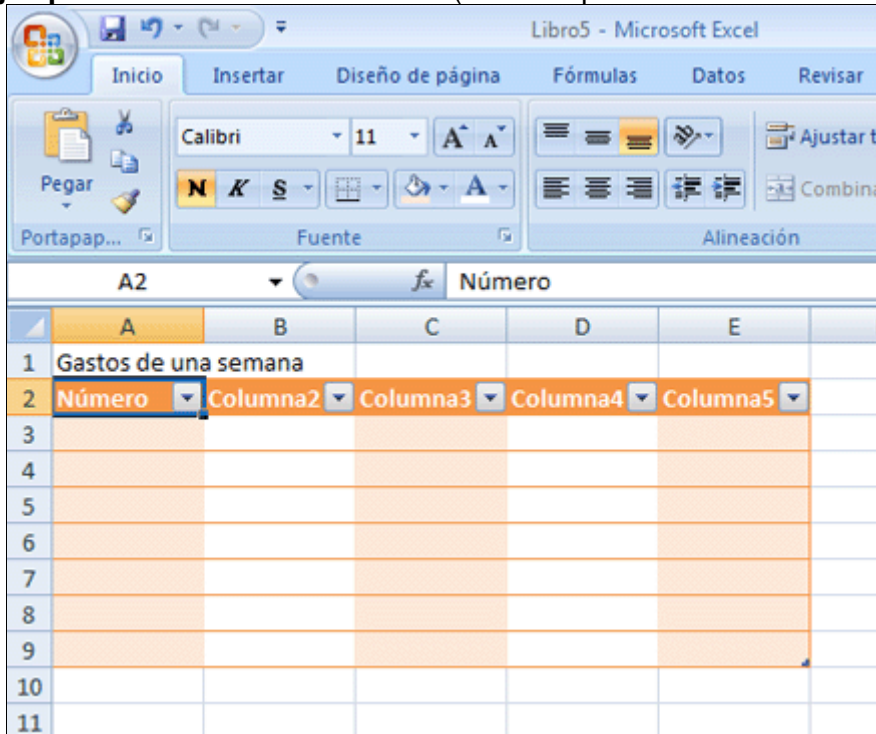 Libro5 - Microsoft Excel
Inicio Insertar Diseño de página Fórmulas Datos Revisar
Calibri 11 A A Ajustar t
Pegar N K S A Combina
Portapap... Fuente Alineación
A2 fx Número
A B C D E
1 Gastos de una semana
2 Número Columna2 Columna3 Columna4 Columna5
3
4
5
6
7
8
9
10
11